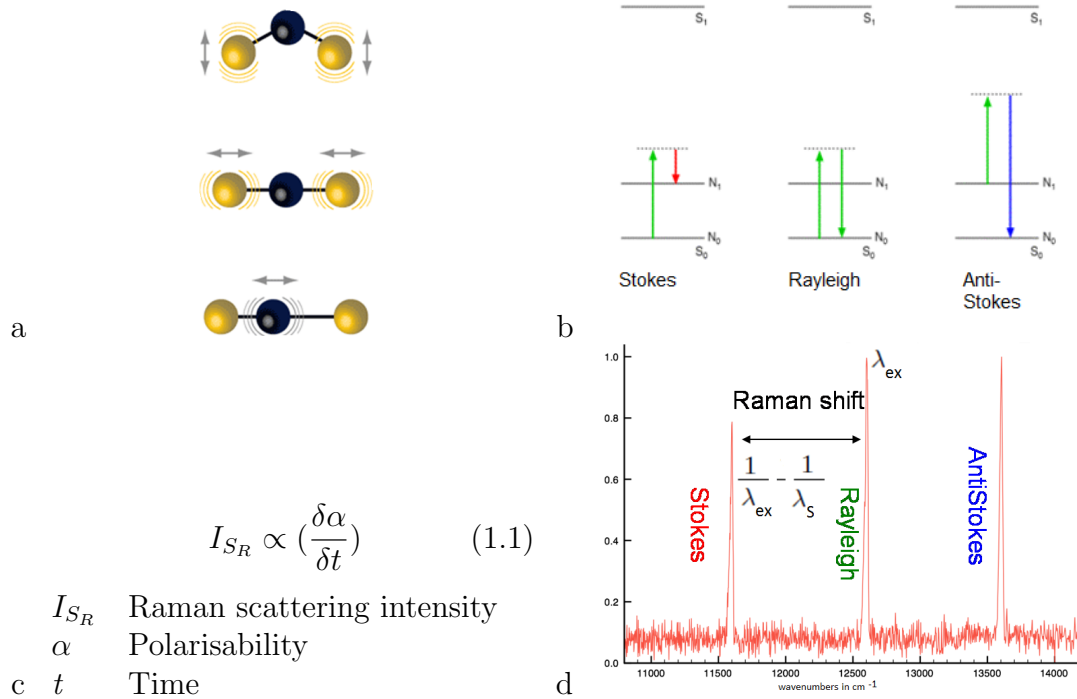 a
S₁ S₁ S₁
N₁ N₁ N₁
N₀ N₀ N₀
S₀ S₀ S₀
Stokes Rayleigh Anti-
Stokes
b
I_{S_R} ∝ (δα/δt) (1.1)
I_{S_R} Raman scattering intensity
α Polarisability
c t Time
1.0
0.8
0.6
0.4
0.2
0.0
λ_ex
Raman shift
1/λ_ex - 1/λ_S
Stokes
Rayleigh
AntiStokes
11000 11500 12000 12500 13000 13500 14000
wavenumbers in cm⁻¹
d